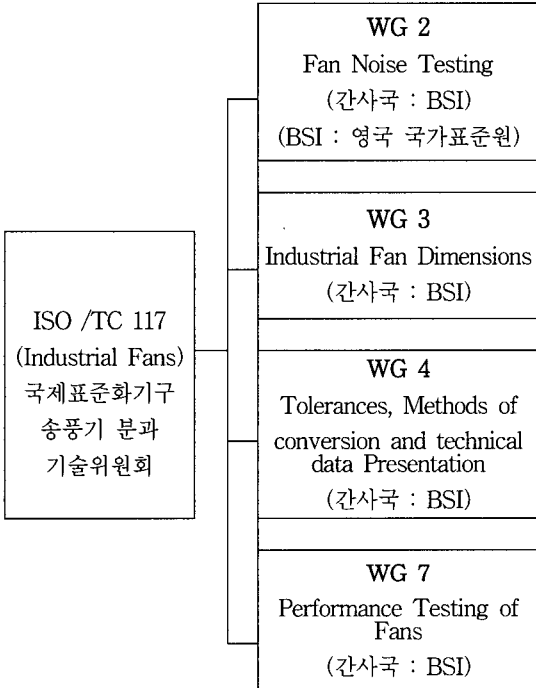 WG 2
Fan Noise Testing
(간사국 : BSI)
(BSI : 영국 국가표준원)
WG 3
Industrial Fan Dimensions
(간사국 : BSI)
ISO /TC 117
(Industrial Fans)
국제표준화기구
송풍기 분과
기술위원회
WG 4
Tolerances, Methods of
conversion and technical
data Presentation
(간사국 : BSI)
WG 7
Performance Testing of
Fans
(간사국 : BSI)